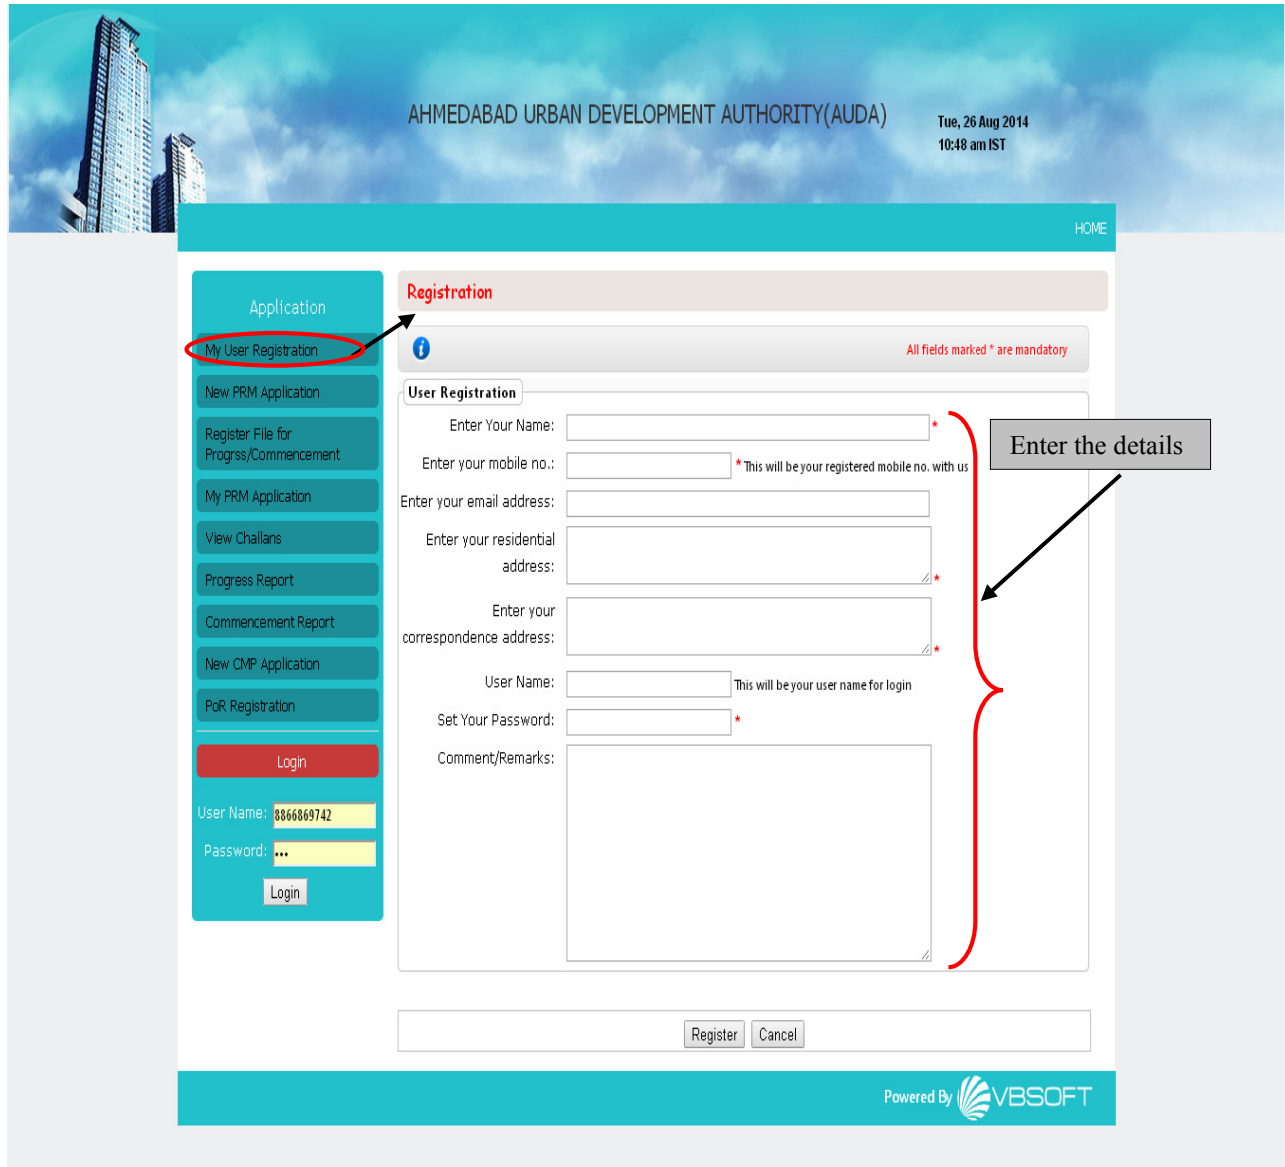 AHMEDABAD URBAN DEVELOPMENT AUTHORITY(AUDA)
Tue, 26 Aug 2014
10:48 am IST
HOME
Application
My User Registration
New PRM Application
Register File for
Progrss/Commencement
My PRM Application
View Challans
Progress Report
Commencement Report
New CMP Application
PoR Registration
Login
User Name: 8866869742
Password: •••
Login
Registration
All fields marked * are mandatory
User Registration
Enter Your Name: *
Enter your mobile no.: * This will be your registered mobile no. with us
Enter your email address:
Enter your residential
address: *
Enter your
correspondence address: *
User Name: This will be your user name for login
Set Your Password: *
Comment/Remarks:
Enter the details
Register Cancel
Powered By VBSOFT